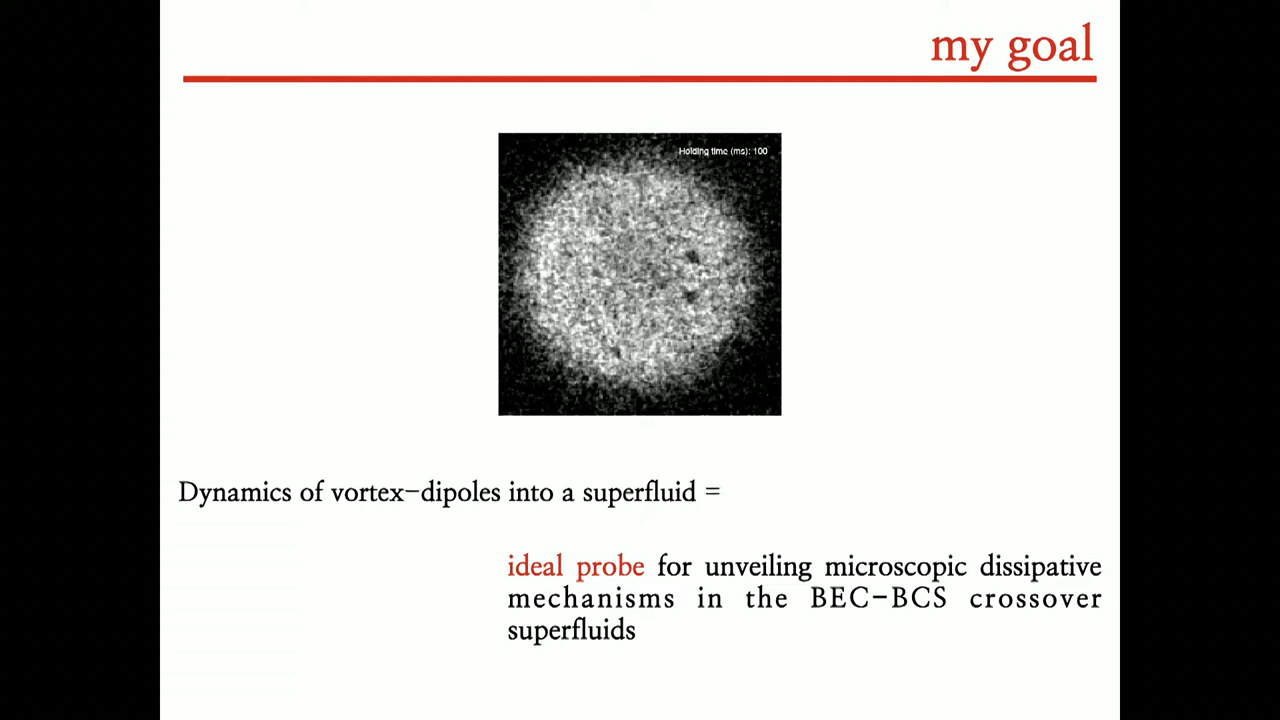 my goal
Holding time (ms): 100
Dynamics of vortex-dipoles into a superfluid =
ideal probe for unveiling microscopic dissipative
mechanisms in the BEC-BCS crossover
superfluids